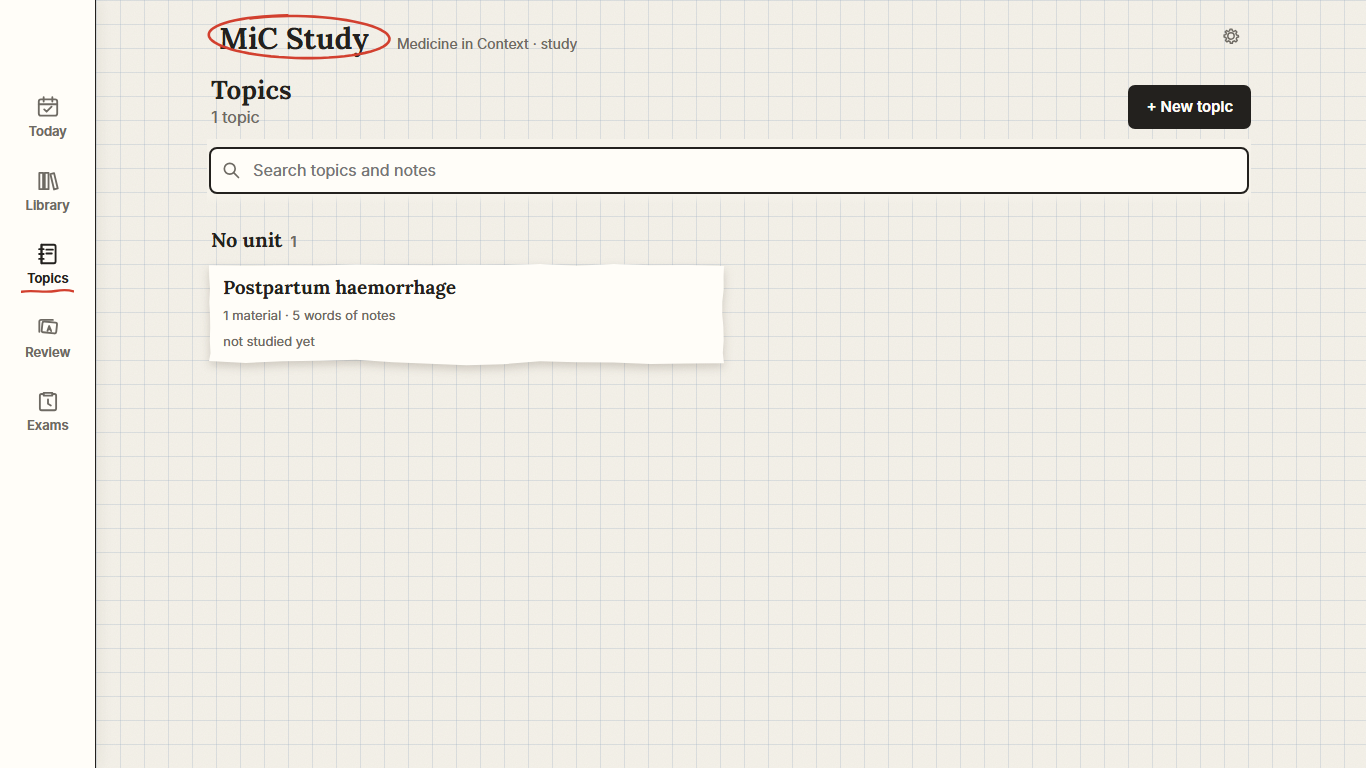 MiC Study Medicine in Context · study
Topics
1 topic
+ New topic
Search topics and notes
Today
Library
Topics
Review
Exams
No unit 1
Postpartum haemorrhage
1 material · 5 words of notes
not studied yet